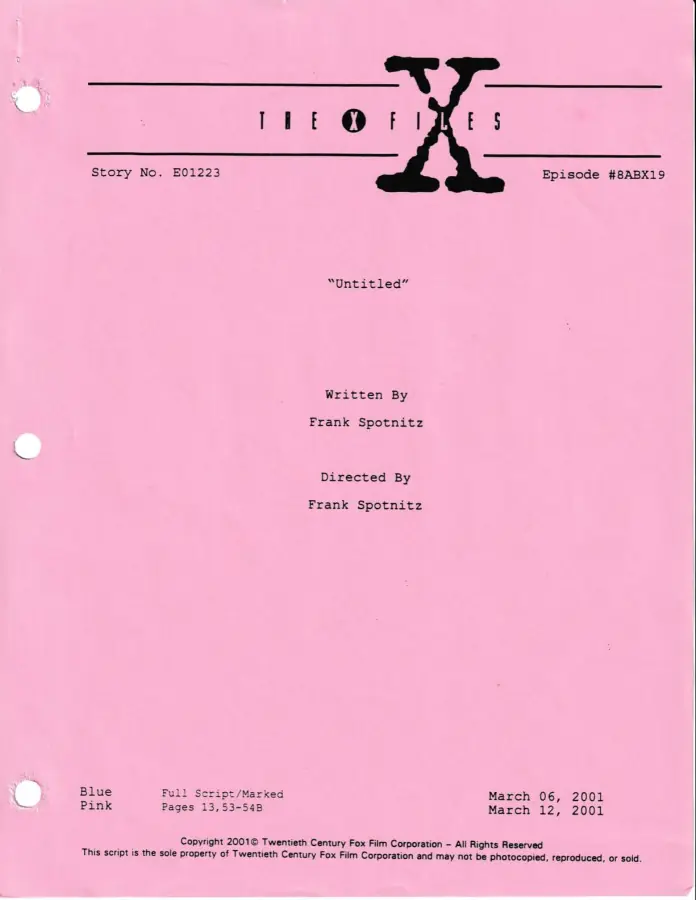 THE X FILES
X
Story No. E01223 Episode #8ABX19
"Untitled"
Written By
Frank Spotnitz
Directed By
Frank Spotnitz
Blue Full Script/Marked March 06, 2001
Pink Pages 13,53-54B March 12, 2001
Copyright 2001© Twentieth Century Fox Film Corporation – All Rights Reserved
This script is the sole property of Twentieth Century Fox Film Corporation and may not be photocopied, reproduced, or sold.